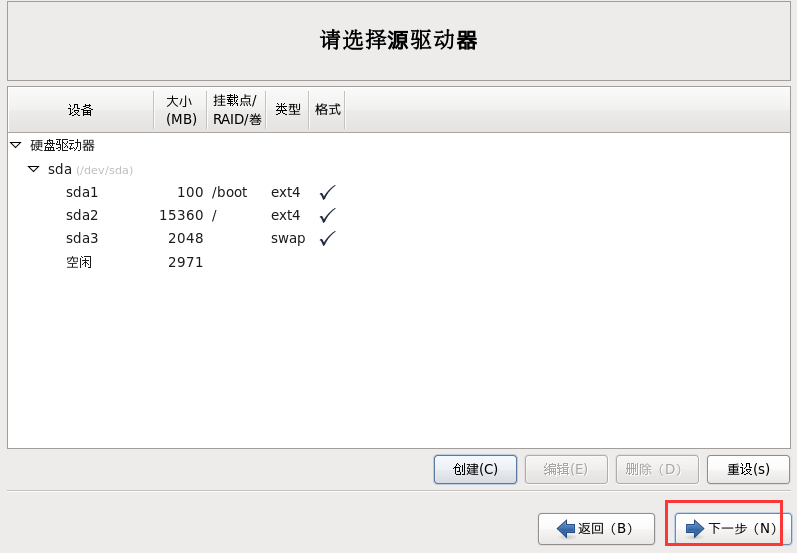 请选择源驱动器
设备 大小 (MB) 挂载点/ RAID/卷 类型 格式
硬盘驱动器
sda (/dev/sda)
sda1 100 /boot ext4
sda2 15360 / ext4
sda3 2048 swap
空闲 2971
创建(C) 编辑(E) 删除（D） 重设(s)
返回（B） 下一步（N）